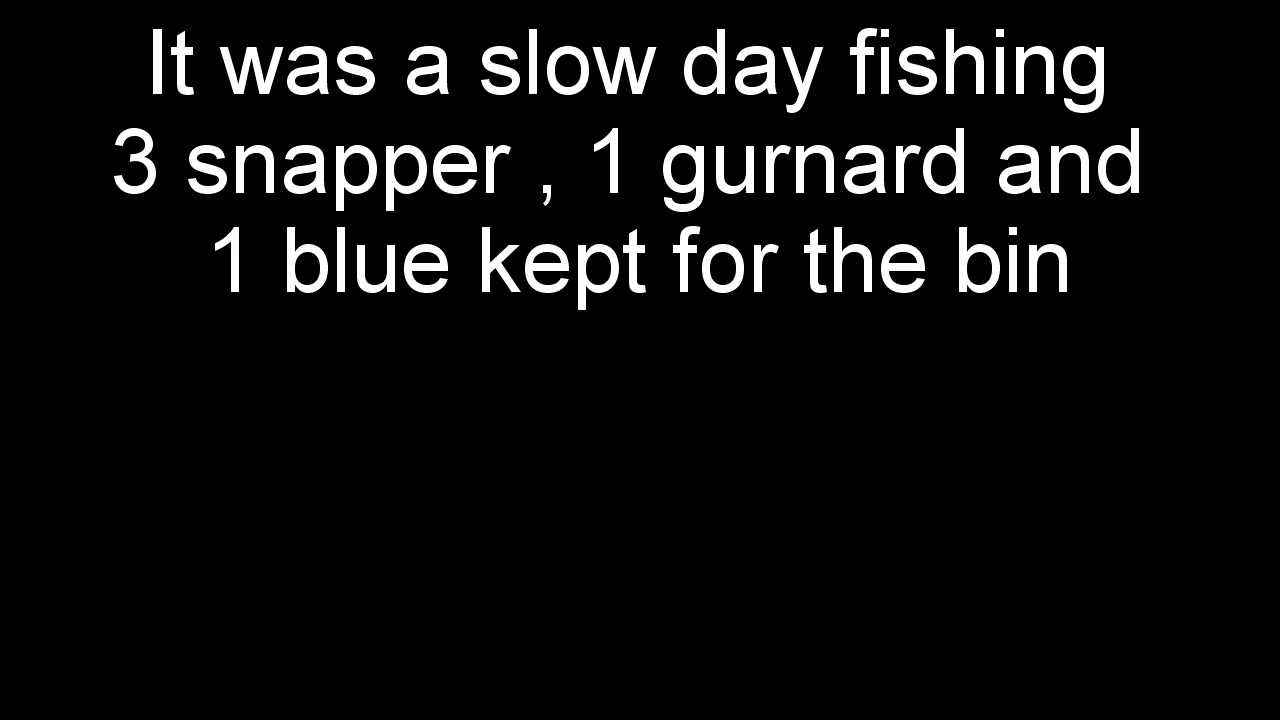 It was a slow day fishing
3 snapper , 1 gurnard and
1 blue kept for the bin